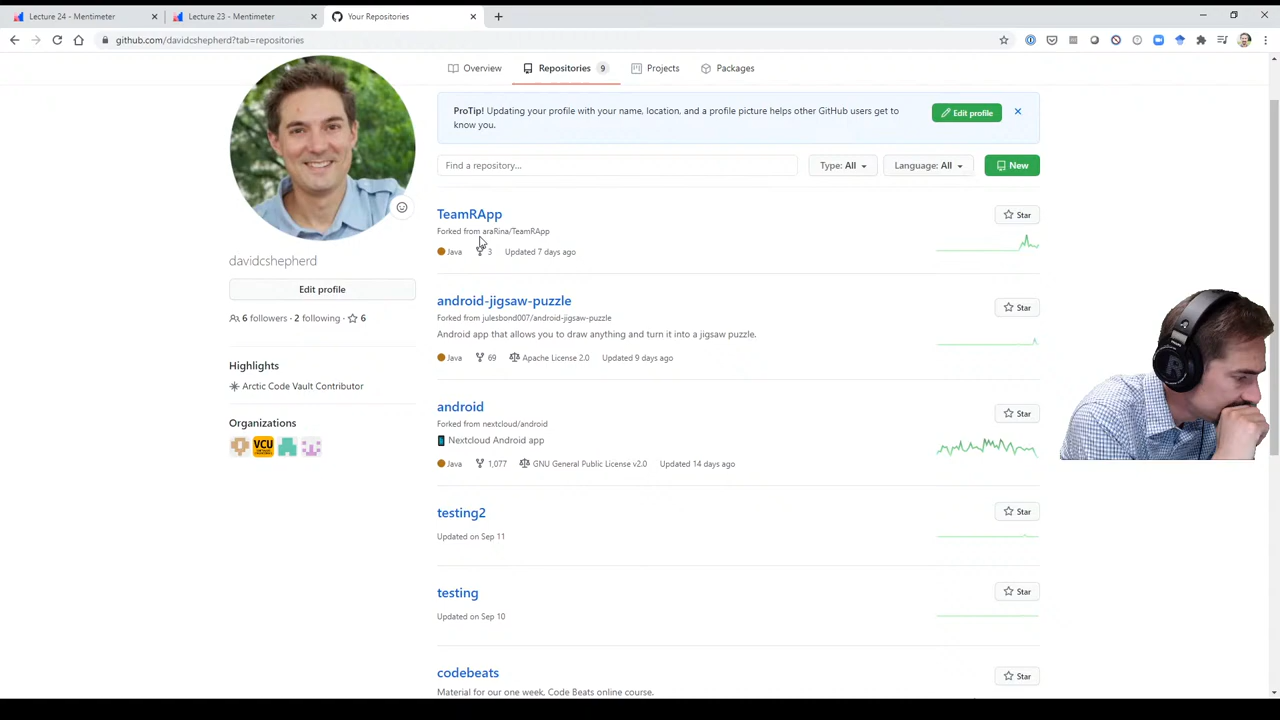 Lecture 24 - Mentimeter
Lecture 23 - Mentimeter
Your Repositories
github.com/davidcshepherd?tab=repositories
Overview
Repositories 9
Projects
Packages
ProTip! Updating your profile with your name, location, and a profile picture helps other GitHub users get to
know you.
Edit profile
Find a repository...
Type: All
Language: All
New
davidcshepherd
Edit profile
6 followers · 2 following · 6
Highlights
Arctic Code Vault Contributor
Organizations
VCU
TeamRApp
Star
Forked from araRina/TeamRApp
Java 3 Updated 7 days ago
android-jigsaw-puzzle
Star
Forked from julesbond007/android-jigsaw-puzzle
Android app that allows you to draw anything and turn it into a jigsaw puzzle.
Java 69 Apache License 2.0 Updated 9 days ago
android
Star
Forked from nextcloud/android
Nextcloud Android app
Java 1,077 GNU General Public License v2.0 Updated 14 days ago
testing2
Star
Updated on Sep 11
testing
Star
Updated on Sep 10
codebeats
Star
Material for our one week, Code Beats online course.